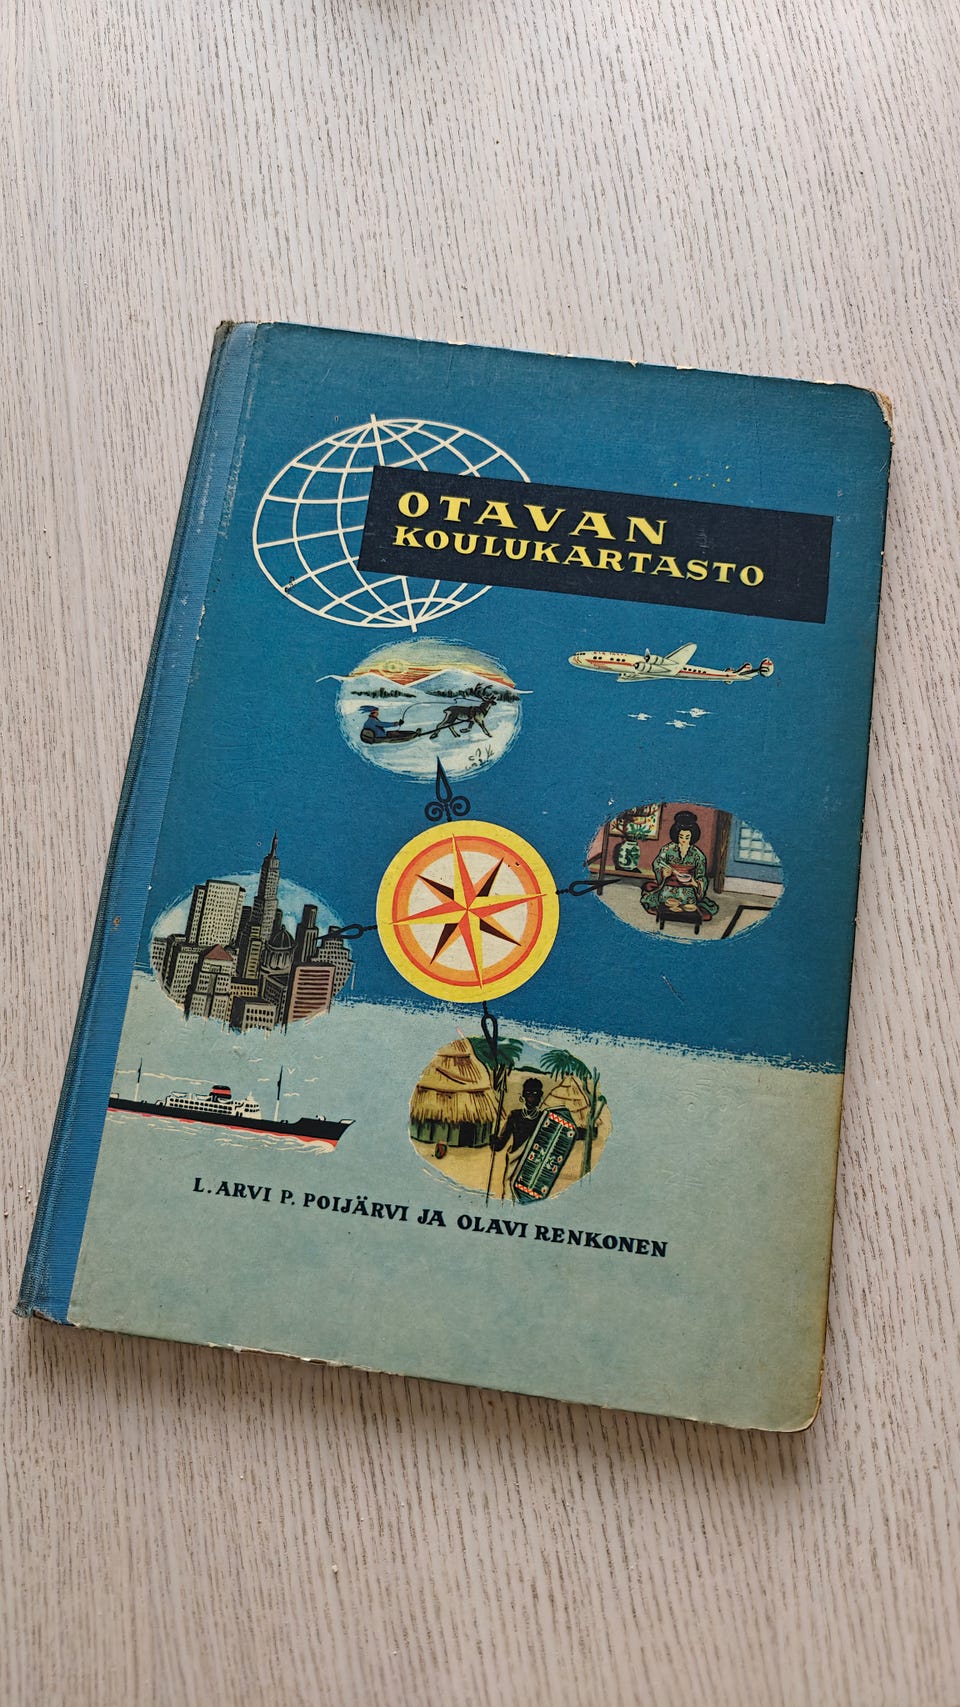 OTAVAN
KOULUKARTASTO
L. ARVI P. POIJÄRVI JA OLAVI RENKONEN